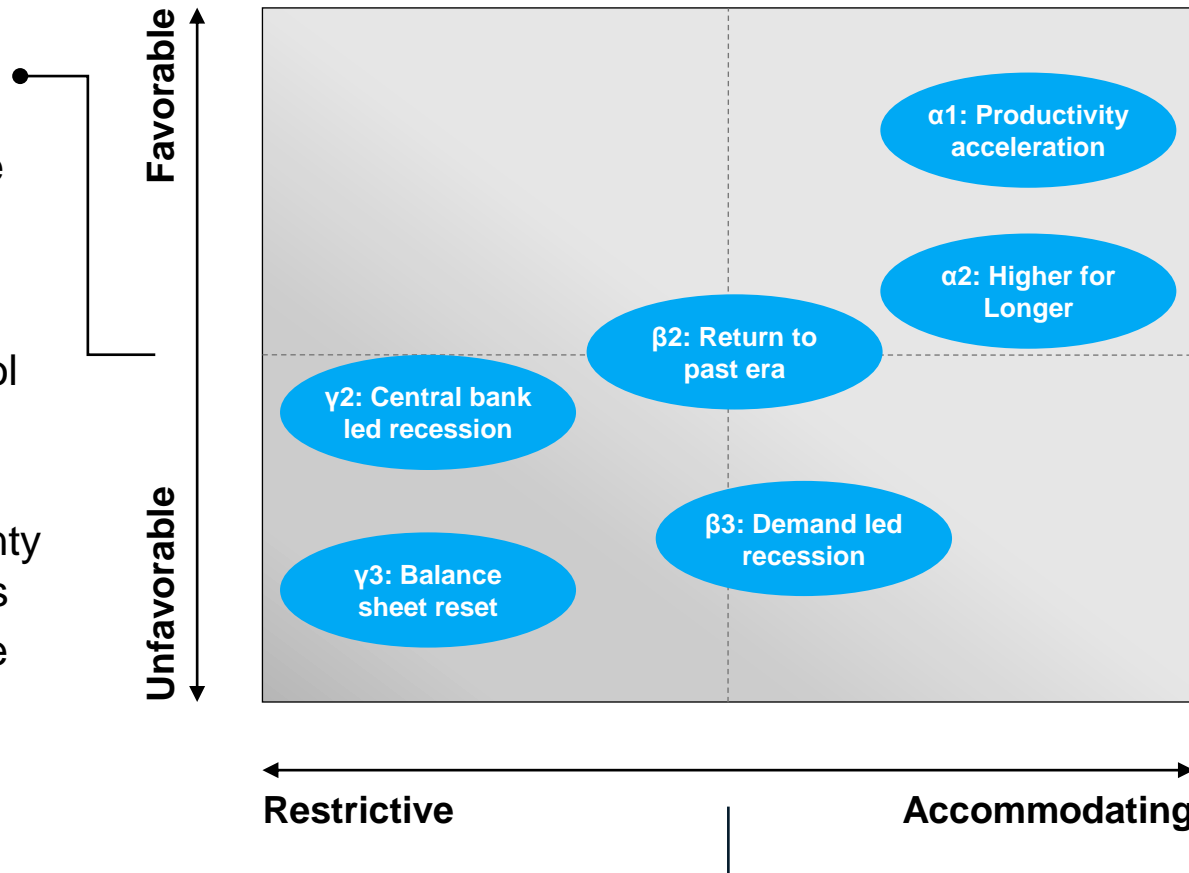 Favorable
Unfavorable
α1: Productivity
acceleration
α2: Higher for
Longer
β2: Return to
past era
γ2: Central bank
led recession
β3: Demand led
recession
γ3: Balance
sheet reset
Restrictive
Accommodating